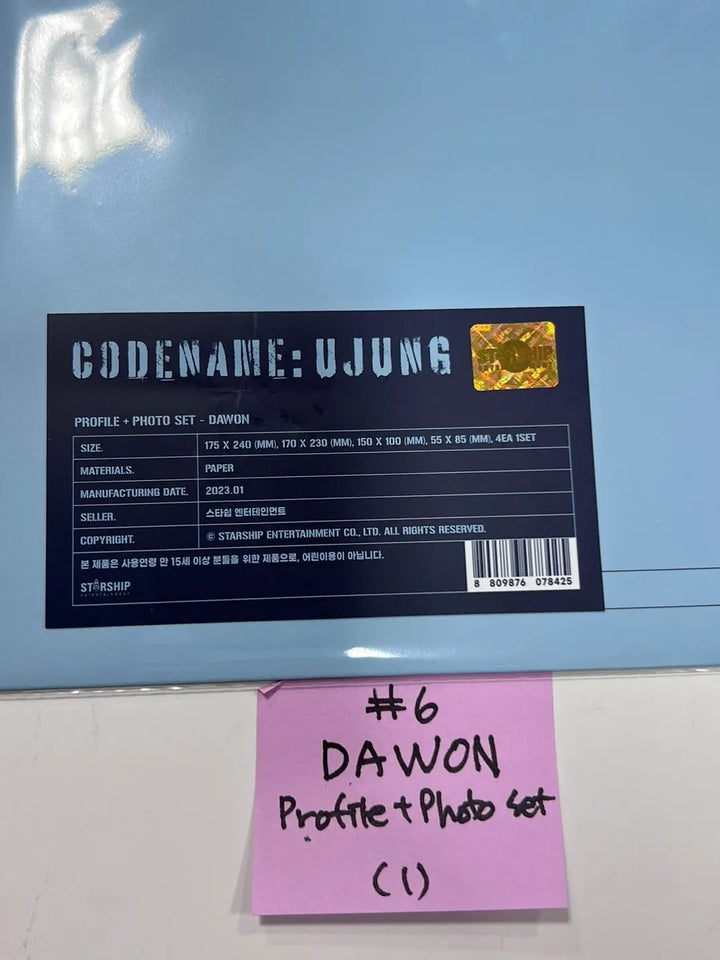 CODENAME: UJUNG
STARSHIP
PROFILE + PHOTO SET - DAWON
SIZE. 175 X 240 (MM), 170 X 230 (MM), 150 X 100 (MM), 55 X 85 (MM), 4EA 1SET
MATERIALS. PAPER
MANUFACTURING DATE. 2023.01
SELLER. 스타쉽 엔터테인먼트
COPYRIGHT. © STARSHIP ENTERTAINMENT CO., LTD. ALL RIGHTS RESERVED.
본 제품은 사용연령 만 15세 이상 분들을 위한 제품으로, 어린이용이 아닙니다.
STARSHIP
ENTERTAINMENT
8 809876 078425
#6
DAWON
Profile + Photo set
(1)